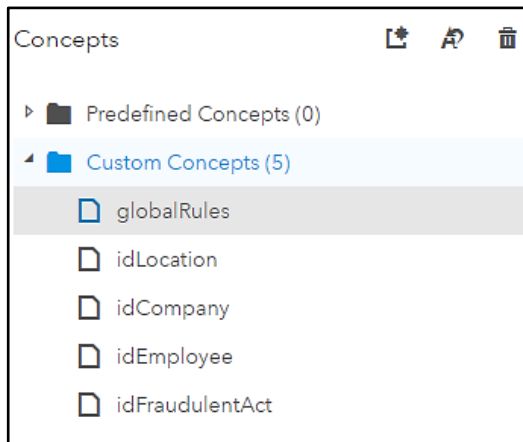 Concepts
Predefined Concepts (0)
Custom Concepts (5)
globalRules
idLocation
idCompany
idEmployee
idFraudulentAct